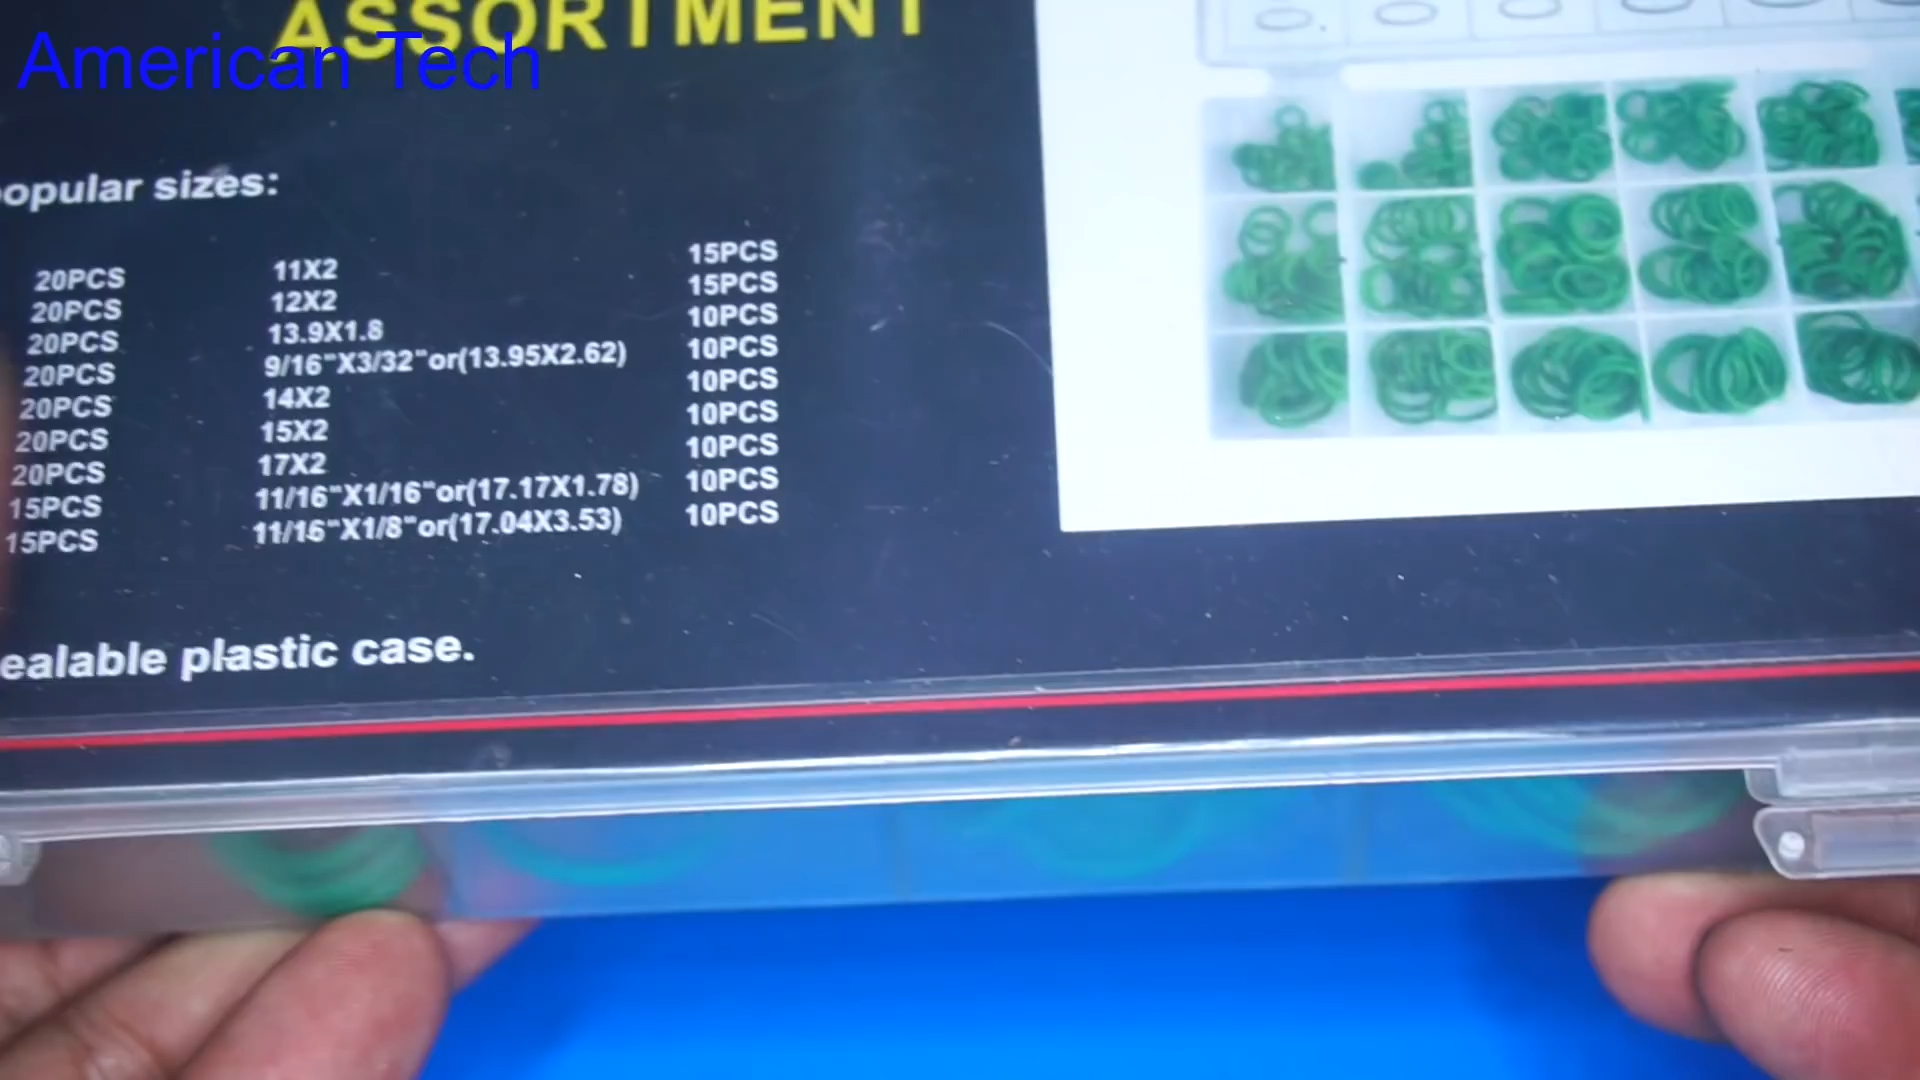 ASSORTMENT
American Tech
popular sizes:
20PCS 11X2 15PCS
20PCS 12X2 15PCS
20PCS 13.9X1.8 10PCS
20PCS 9/16"X3/32"or(13.95X2.62) 10PCS
20PCS 14X2 10PCS
20PCS 15X2 10PCS
20PCS 17X2 10PCS
15PCS 11/16"X1/16"or(17.17X1.78) 10PCS
15PCS 11/16"X1/8"or(17.04X3.53) 10PCS
ealable plastic case.